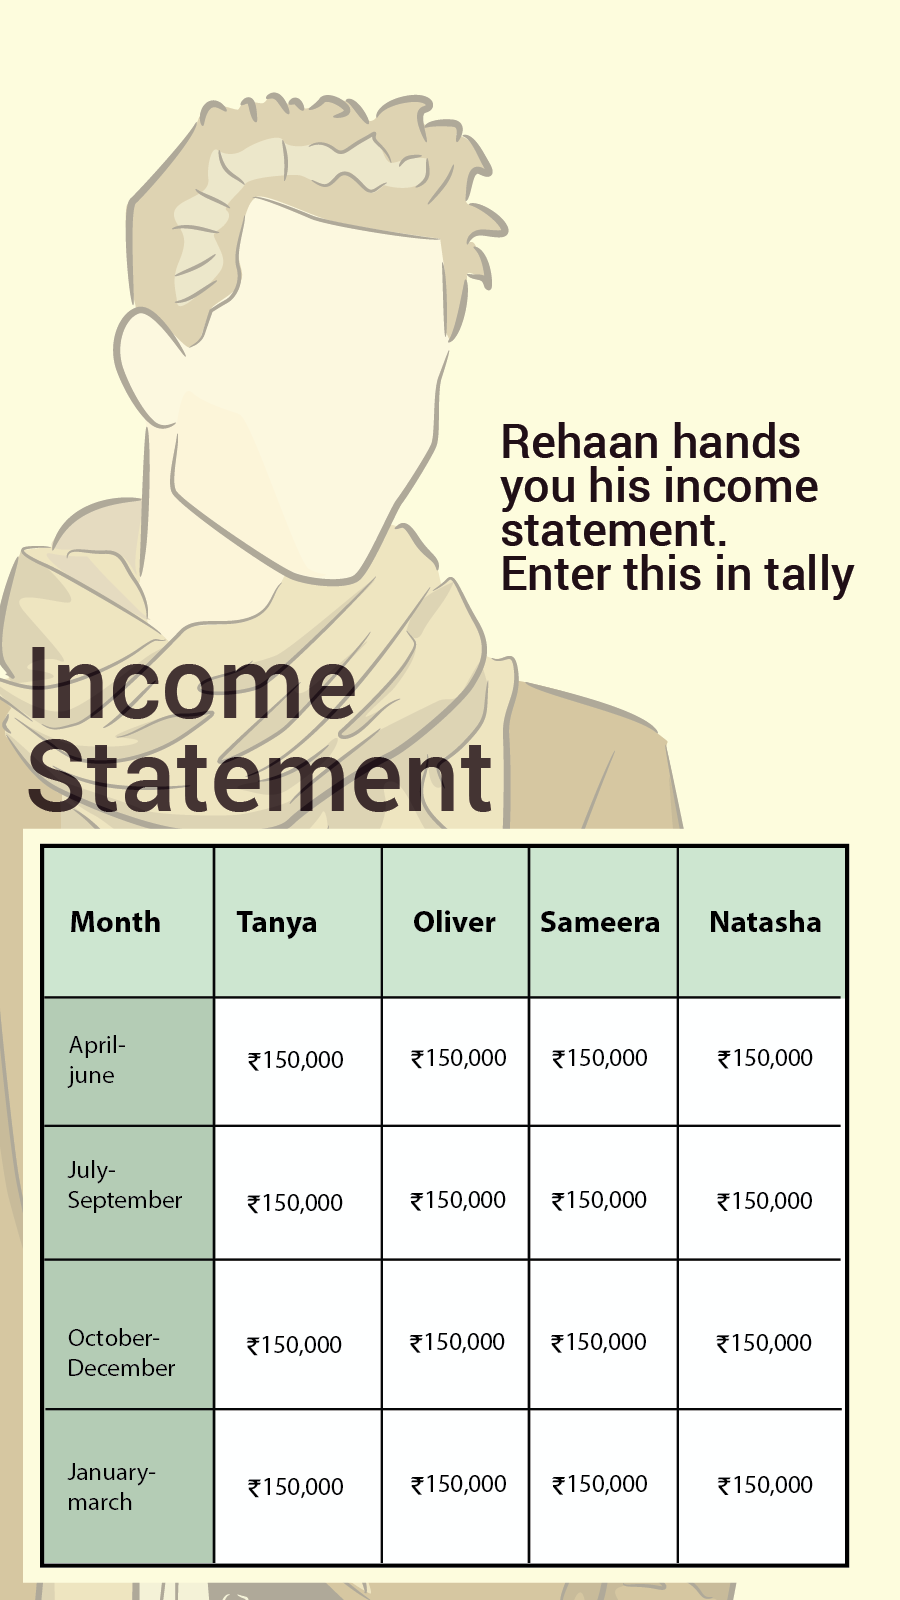 Rehaan hands
you his income
statement.
Enter this in tally
Income
Statement
Month Tanya Oliver Sameera Natasha
April-
june
₹150,000 ₹150,000 ₹150,000 ₹150,000
July-
September
₹150,000 ₹150,000 ₹150,000 ₹150,000
October-
December
₹150,000 ₹150,000 ₹150,000 ₹150,000
January-
march
₹150,000 ₹150,000 ₹150,000 ₹150,000